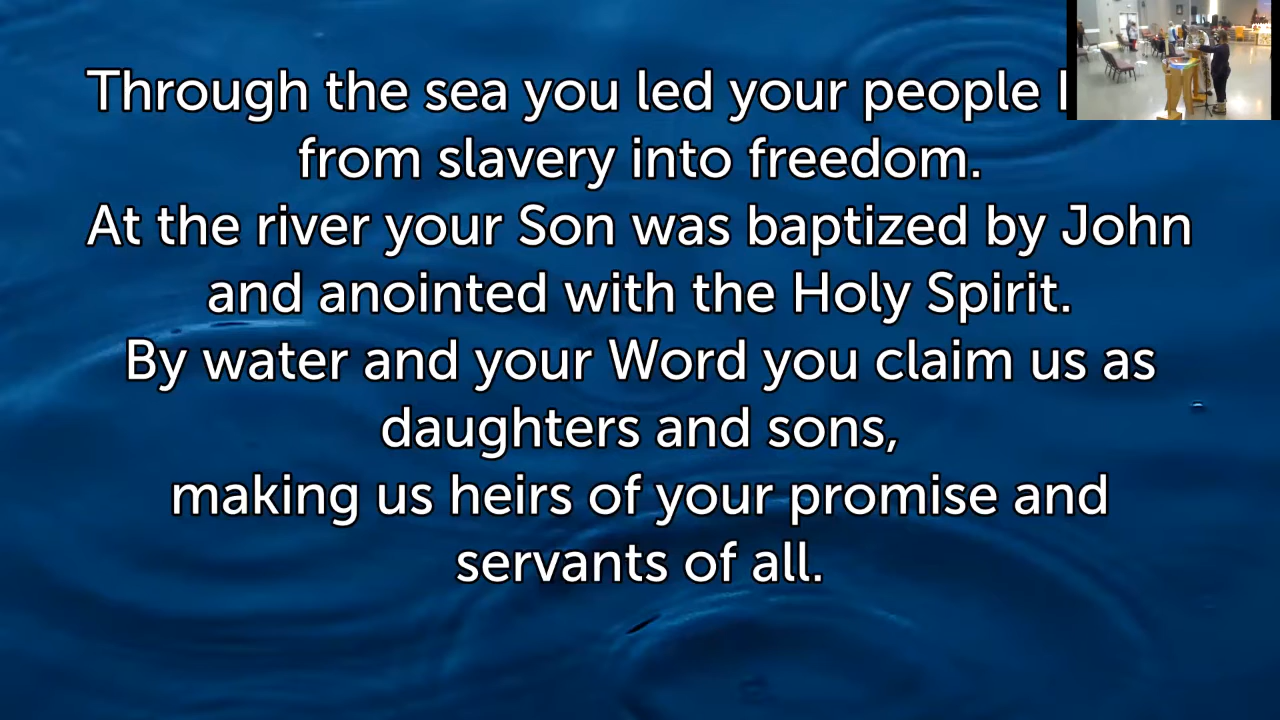 Through the sea you led your people
from slavery into freedom.
At the river your Son was baptized by John
and anointed with the Holy Spirit.
By water and your Word you claim us as
daughters and sons,
making us heirs of your promise and
servants of all.